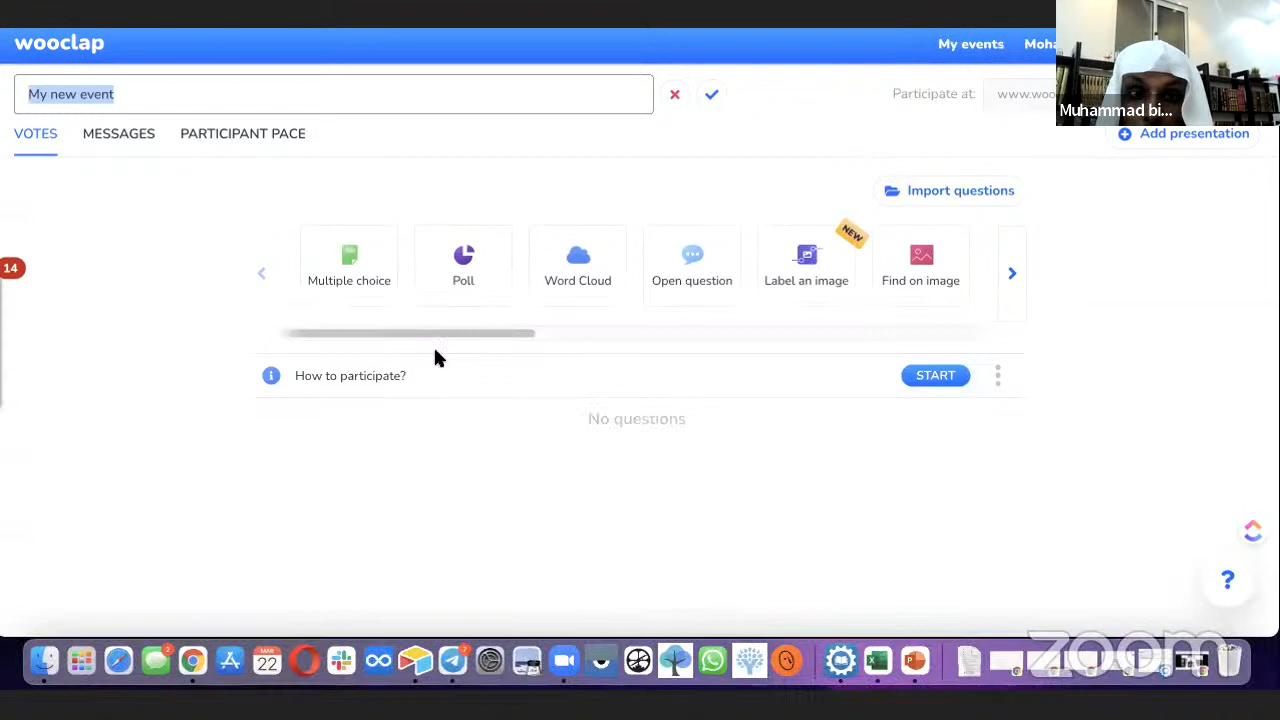 wooclap
My events
Moha
My new event
Participate at:
www.woo
Muhammad bi...
VOTES
MESSAGES
PARTICIPANT PACE
Add presentation
Import questions
NEW
Multiple choice
Poll
Word Cloud
Open question
Label an image
Find on image
14
How to participate?
START
No questions
?
2
MAR
22
7
zoom